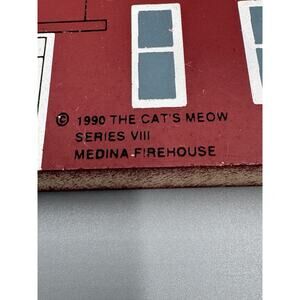 © 1990 THE CAT'S MEOW
SERIES VIII
MEDINA FIREHOUSE